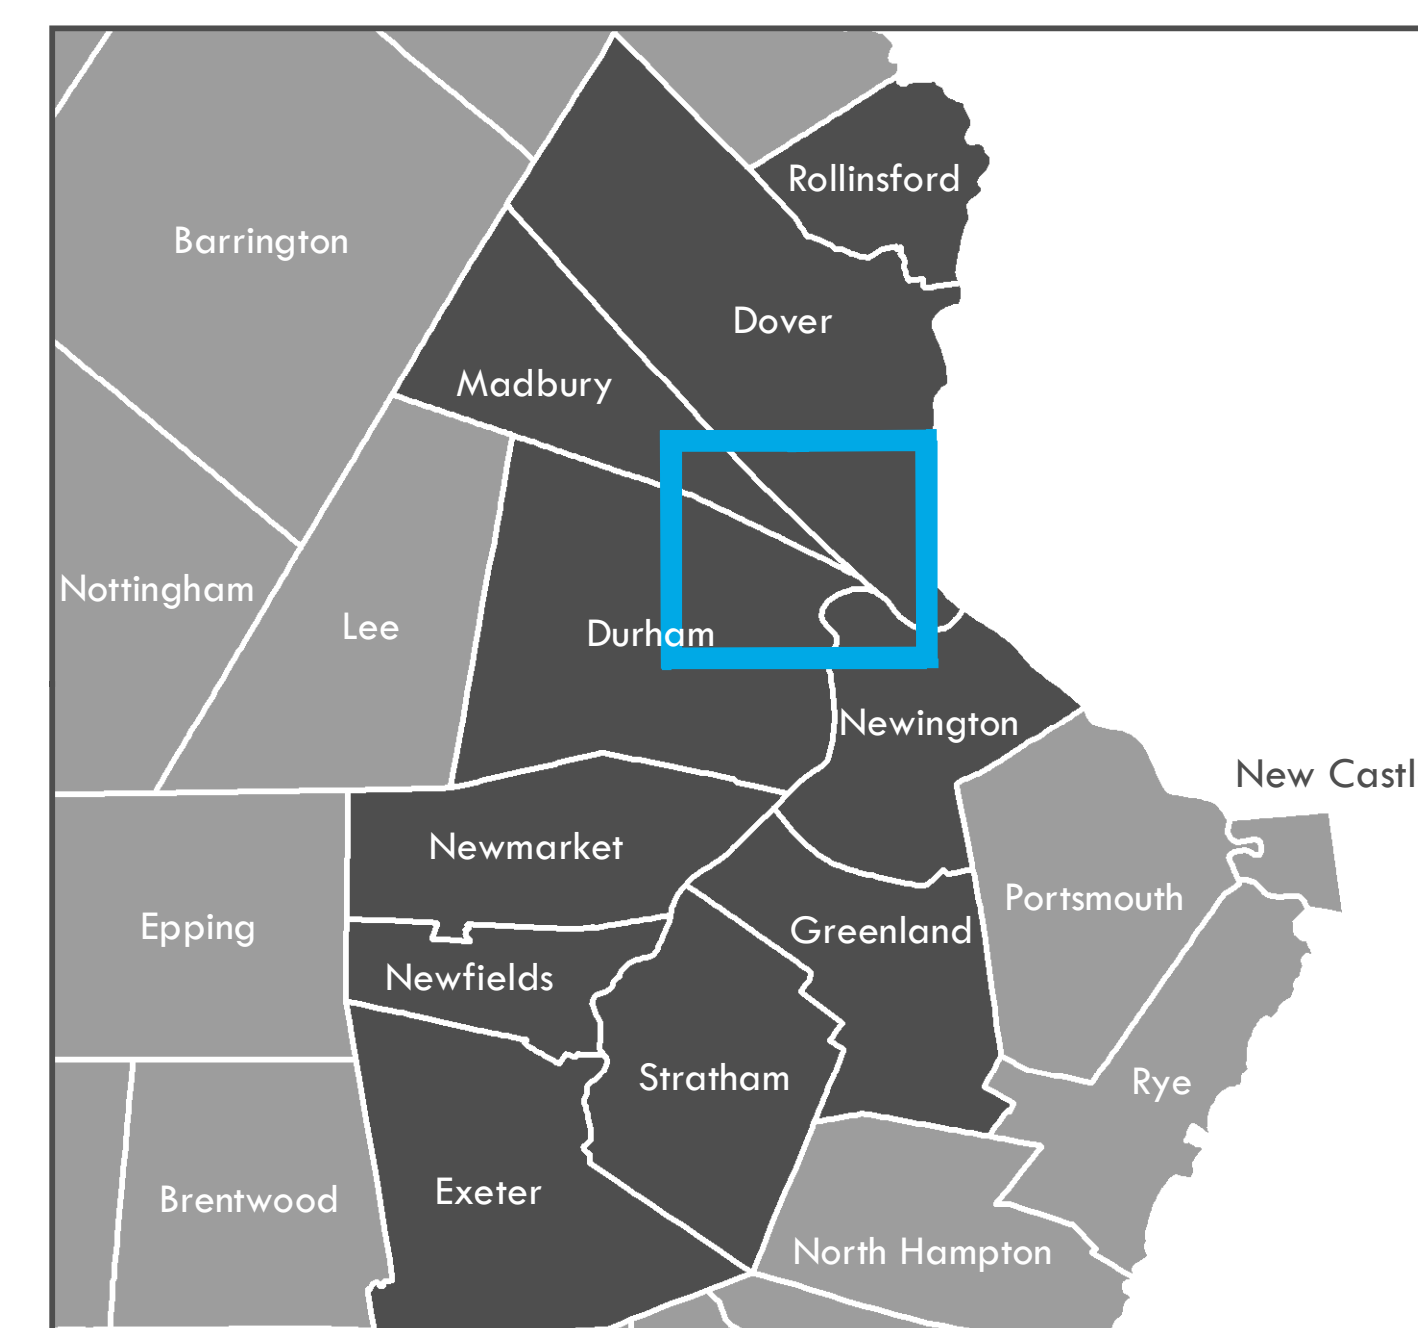 Rollinsford
Barrington
Dover
Madbury
Nottingham
Lee
Durham
Newington
New Castl
Newmarket
Portsmouth
Epping
Greenland
Newfields
Stratham
Rye
Exeter
Brentwood
North Hampton